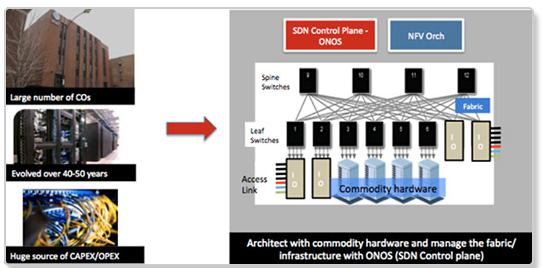 Large number of COs
Evolved over 40-50 years
Huge source of CAPEX/OPEX
SDN Control Plane -
ONOS
NFV Orch
Spine
Switches
9
10
11
12
Fabric
Leaf
Switches
1
2
3
4
5
6
I
O
I
O
Access
Link
I
O
I
O
Commodity hardware
Architect with commodity hardware and manage the fabric/
infrastructure with ONOS (SDN Control plane)